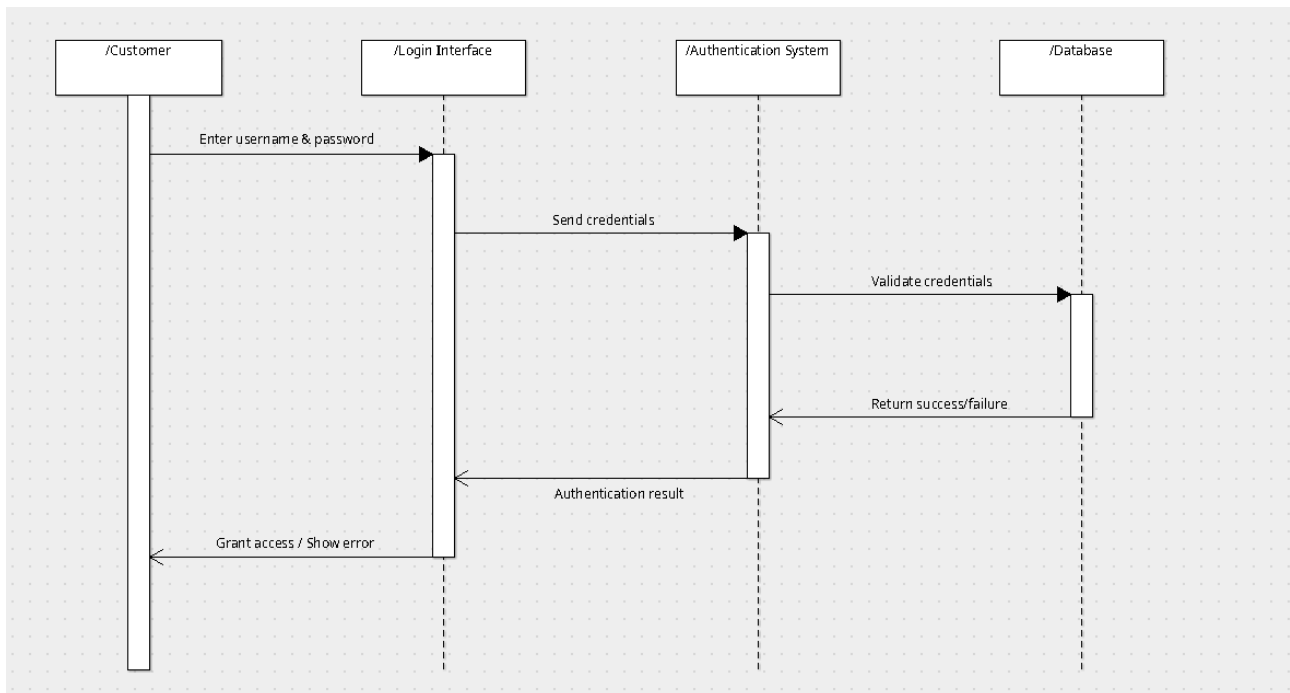 /Customer
/Login Interface
/Authentication System
/Database
Enter username & password
Send credentials
Validate credentials
Return success/failure
Authentication result
Grant access / Show error